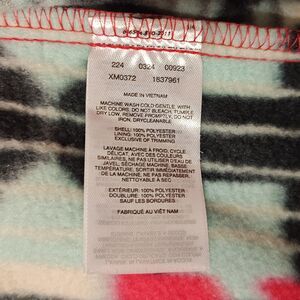 224 0324 00923
XM0372 1637961
MADE IN VIETNAM
MACHINE WASH COLD GENTLE, WITH
LIKE COLORS, DO NOT BLEACH, TUMBLE
DRY LOW, REMOVE PROMPTLY, DO NOT
IRON, DRYCLEANABLE
SHELL: 100% POLYESTER
LINING: 100% POLYESTER
EXCLUSIVE OF TRIMMING
LAVAGE MACHINE À FROID, CYCLE
DÉLICAT, AVEC DES COULEURS
SIMILAIRES, NE PAS UTILISER D'EAU DE
JAVEL, SÉCHAGE MACHINE, BASSE
TEMPÉRATURE, SORTIR IMMÉDIATEMENT
DE LA MACHINE, NE PAS REPASSER,
NETTOYAGE À SEC
EXTÉRIEUR: 100% POLYESTER
DOUBLURE: 100% POLYESTER
SAUF LES BORDURES
FABRIQUÉ AU VIÊT NAM